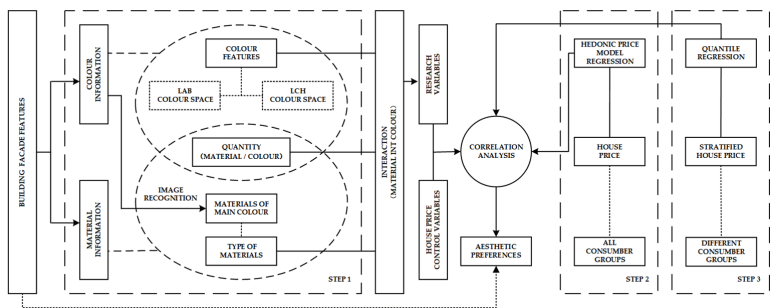 BUILDING FACADE FEATURES
COLOUR
INFORMATION
MATERIAL
INFORMATION
COLOUR
FEATURES
LAB
COLOUR SPACE
LCH
COLOUR SPACE
QUANTITY
(MATERIAL / COLOUR)
IMAGE
RECOGNITION
MATERIALS OF
MAIN COLOUR
TYPE OF
MATERIALS
STEP 1
INTERACTION
(MATERIAL INT COLOUR)
RESEARCH
VARIABLES
HOUSE PRICE
CONTROL VARIABLES
CORRELATION
ANALYSIS
AESTHETIC
PREFERENCES
HEDONIC PRICE
MODEL
REGRESSION
HOUSE
PRICE
ALL
CONSUMBER
GROUPS
STEP 2
QUANTILE
REGRESSION
STRATIFIED
HOUSE PRICE
DIFFERENT
CONSUMBER
GROUPS
STEP 3